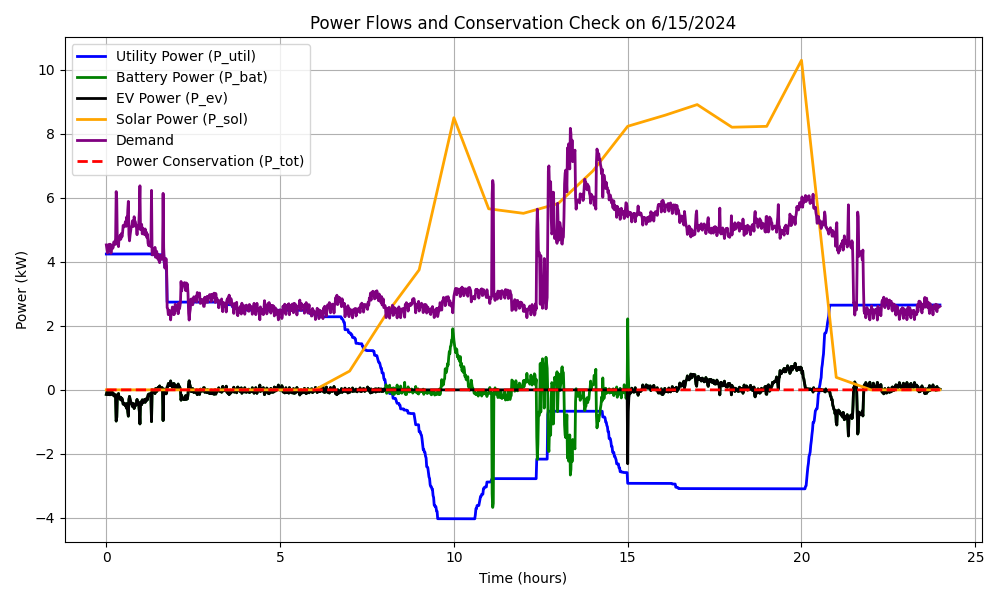 Power Flows and Conservation Check on 6/15/2024
Utility Power (P_util)
Battery Power (P_bat)
EV Power (P_ev)
Solar Power (P_sol)
Demand
Power Conservation (P_tot)
Power (kW)
10
8
6
4
2
0
−2
−4
0
5
10
15
20
25
Time (hours)